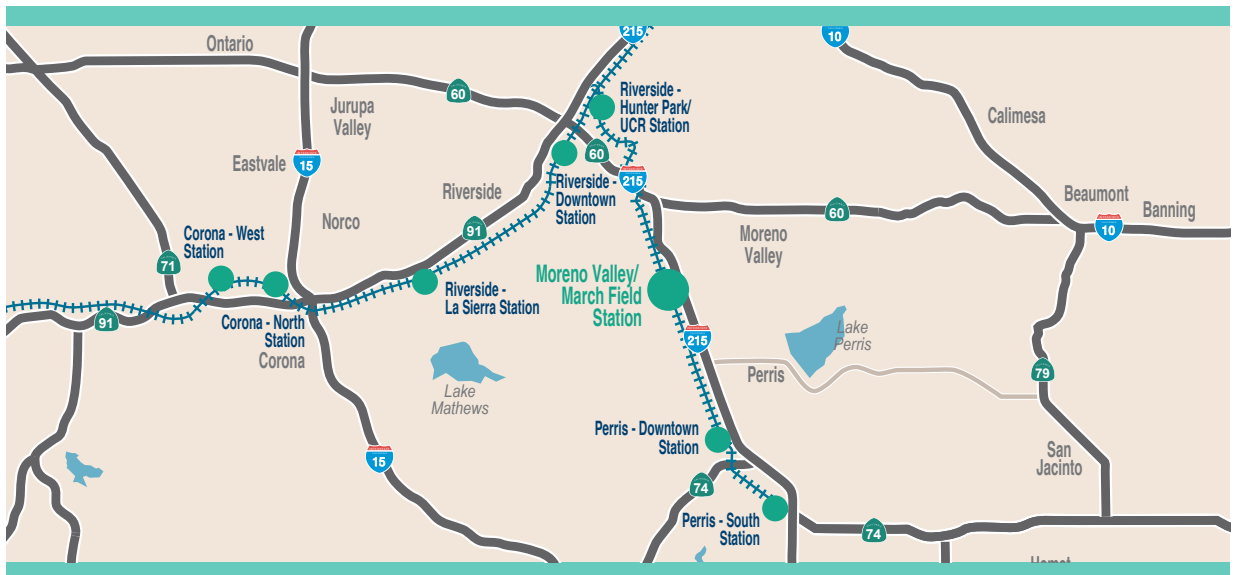 215
10
Ontario
60
Riverside -
Hunter Park/
UCR Station
Jurupa
Valley
Calimesa
Eastvale
15
60
215
Riverside
Riverside -
Downtown
Station
Beaumont
Banning
60
10
Norco
91
Corona - West
Station
Moreno
Valley
71
Moreno Valley/
March Field
Station
Riverside -
La Sierra Station
91
Corona - North
Station
Corona
Lake
Perris
215
Lake
Mathews
Perris
79
Perris - Downtown
Station
San
Jacinto
15
74
Perris - South
Station
74